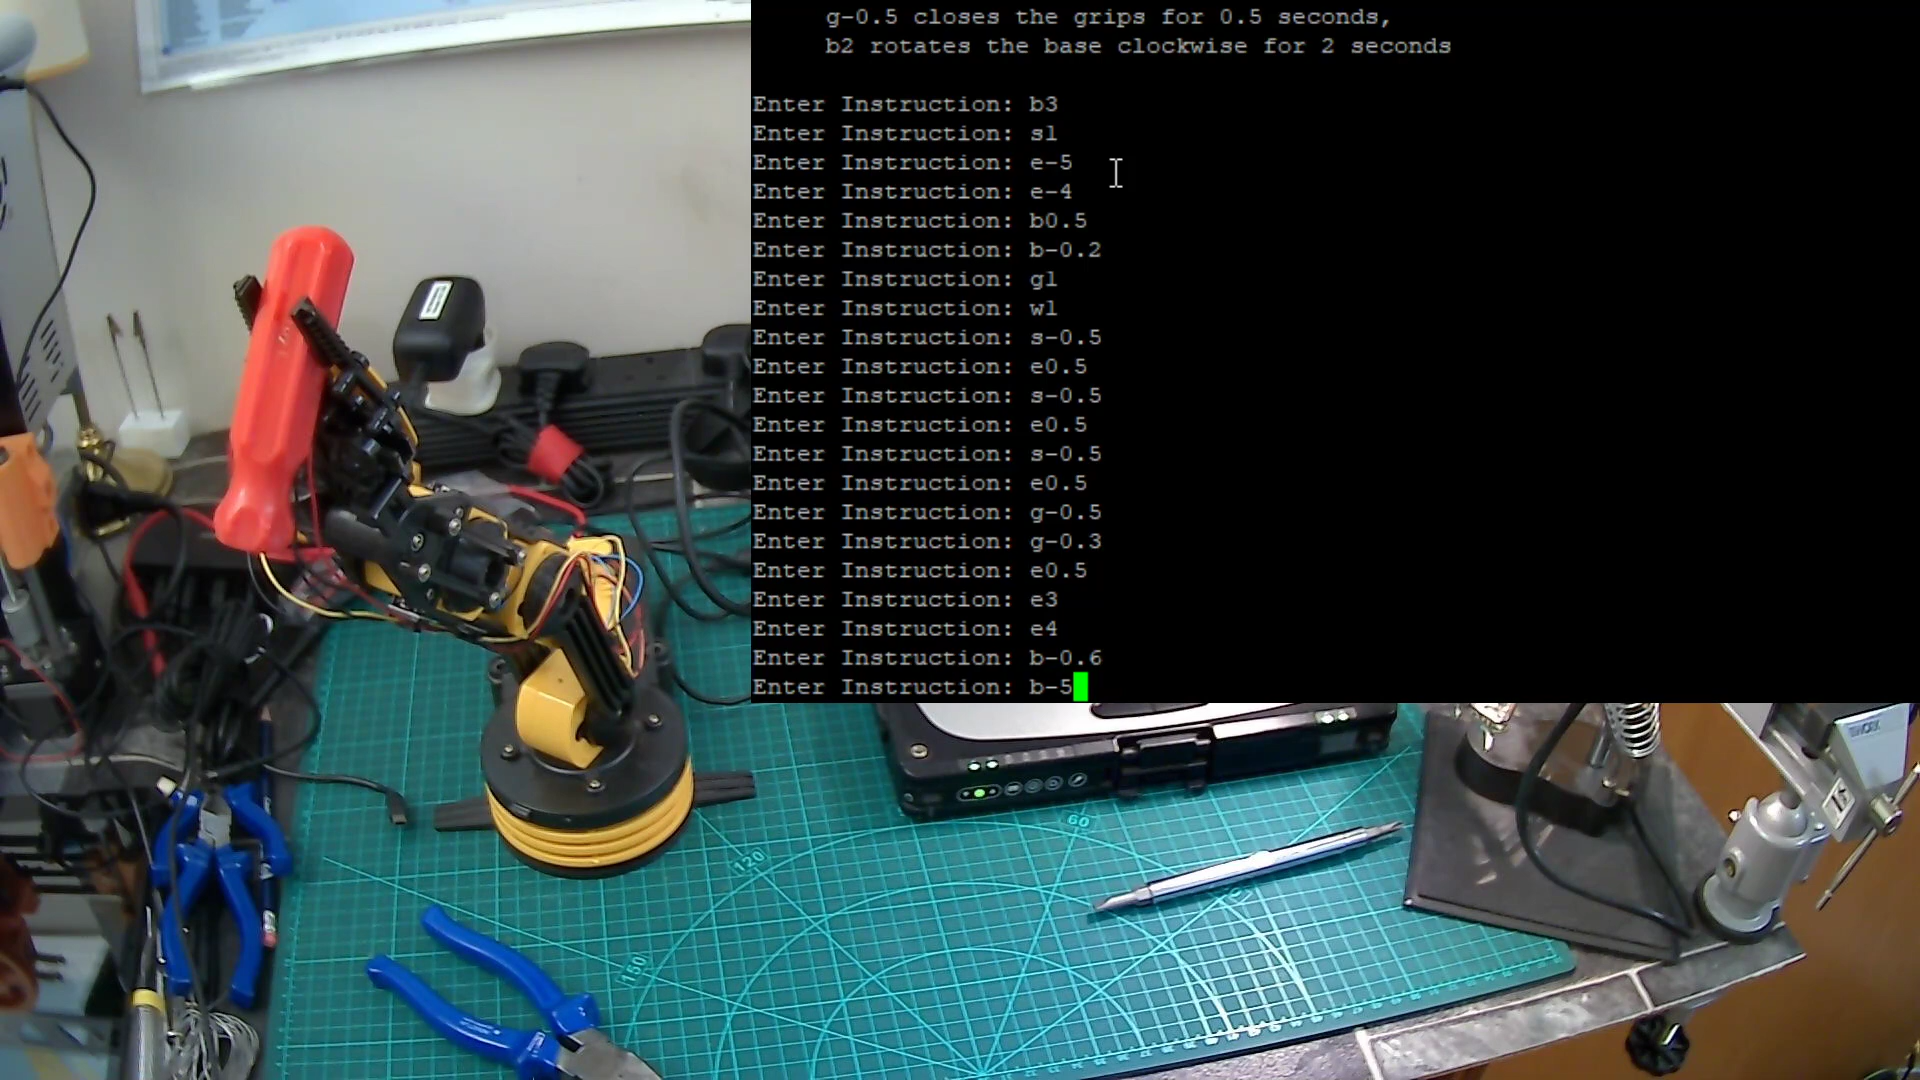 g-0.5 closes the grips for 0.5 seconds,
b2 rotates the base clockwise for 2 seconds
Enter Instruction: b3
Enter Instruction: s1
Enter Instruction: e-5
Enter Instruction: e-4
Enter Instruction: b0.5
Enter Instruction: b-0.2
Enter Instruction: g1
Enter Instruction: w1
Enter Instruction: s-0.5
Enter Instruction: e0.5
Enter Instruction: s-0.5
Enter Instruction: e0.5
Enter Instruction: s-0.5
Enter Instruction: e0.5
Enter Instruction: g-0.5
Enter Instruction: g-0.3
Enter Instruction: e0.5
Enter Instruction: e3
Enter Instruction: e4
Enter Instruction: b-0.6
Enter Instruction: b-5
60
120
150